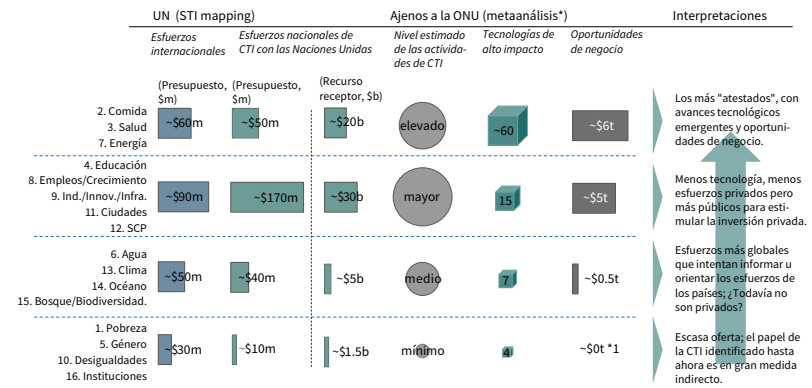 UN (STI mapping)
Ajenos a la ONU (metaanálisis*)
Interpretaciones
Esfuerzos
internacionales
Esfuerzos nacionales de
CTI con las Naciones Unidas
Nivel estimado
de las activida-
des de CTI
Tecnologías de
alto impacto
Oportunidades
de negocio
(Presupuesto,
$m)
(Presupuesto,
$m)
(Recurso
receptor, $b)
2. Comida
3. Salud
7. Energía
~$60m
~$50m
~$20b
elevado
~60
~$6t
Los más "atestados", con
avances tecnológicos
emergentes y oportuni-
dades de negocio.
4. Educación
8. Empleos/Crecimiento
9. Ind./Innov./Infra.
11. Ciudades
12. SCP
~$90m
~$170m
~$30b
mayor
15
~$5t
Menos tecnología, menos
esfuerzos privados pero
más públicos para esti-
mular la inversión privada.
6. Agua
13. Clima
14. Océano
15. Bosque/Biodiversidad.
~$50m
~$40m
~$5b
medio
7
~$0.5t
Esfuerzos más globales
que intentan informar u
orientar los esfuerzos de
los países; ¿Todavía no
son privados?
1. Pobreza
5. Género
10. Desigualdades
16. Instituciones
~$30m
~$10m
~$1.5b
mínimo
4
~$0t *1
Escasa oferta; el papel de
la CTI identificado hasta
ahora es en gran medida
indirecto.